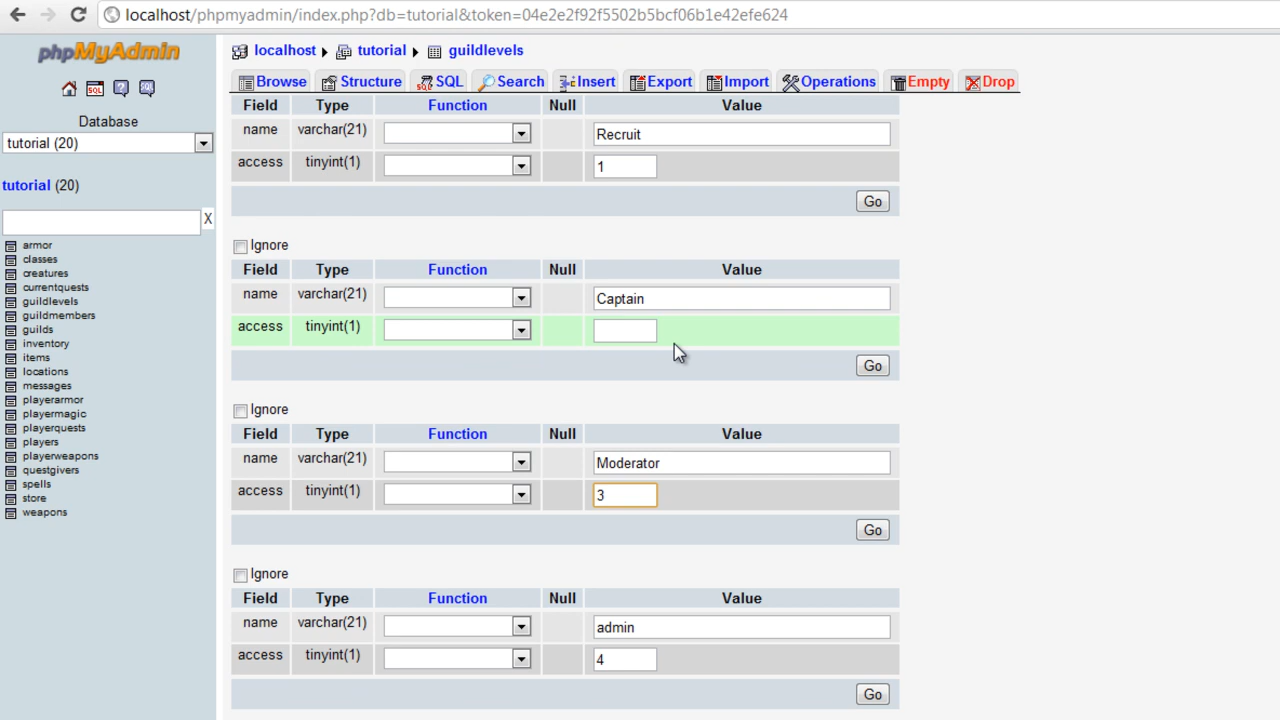 localhost/phpmyadmin/index.php?db=tutorial&token=04e2e2f92f5502b5bcf06b1e42efe624
phpMyAdmin
SQL ? SQL
Database
tutorial (20)
tutorial (20)
X
armor
classes
creatures
currentquests
guildlevels
guildmembers
guilds
inventory
items
locations
messages
playerarmor
playermagic
playerquests
players
playerweapons
questgivers
spells
store
weapons
localhost tutorial guildlevels
Browse Structure SQL Search Insert Export Import Operations Empty Drop
Field Type Function Null Value
name varchar(21) Recruit
access tinyint(1) 1
Go
Ignore
Field Type Function Null Value
name varchar(21) Captain
access tinyint(1)
Go
Ignore
Field Type Function Null Value
name varchar(21) Moderator
access tinyint(1) 3
Go
Ignore
Field Type Function Null Value
name varchar(21) admin
access tinyint(1) 4
Go